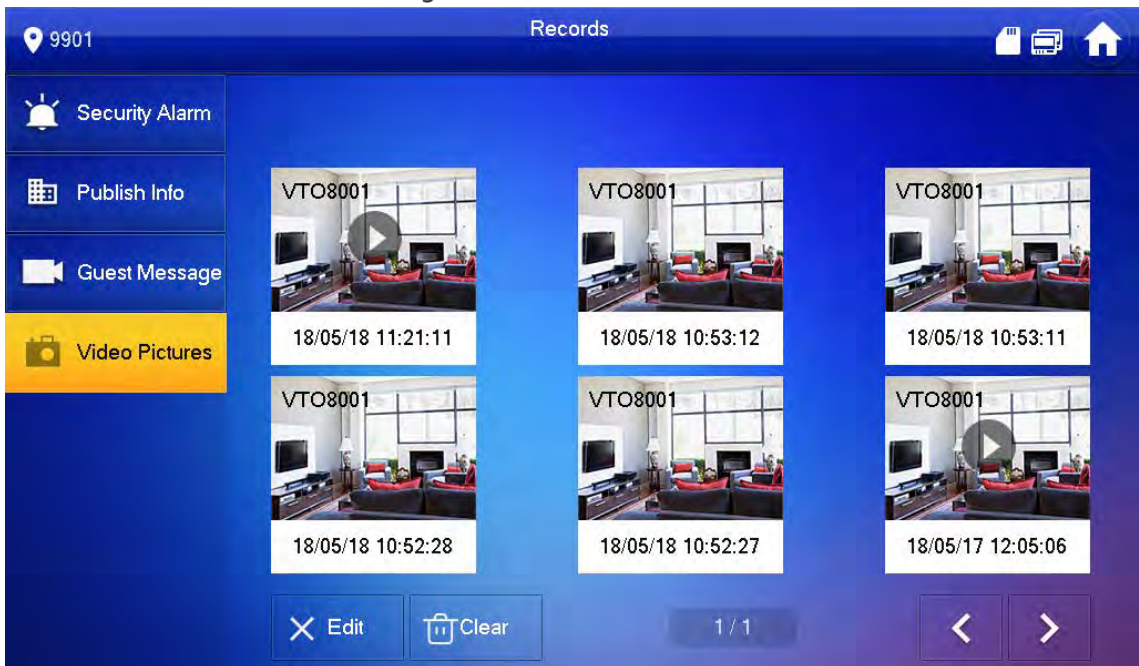 Records
9901
Security Alarm
Publish Info
Guest Message
Video Pictures
VTO8001
VTO8001
VTO8001
18/05/18 11:21:11
18/05/18 10:53:12
18/05/18 10:53:11
VTO8001
VTO8001
VTO8001
18/05/18 10:52:28
18/05/18 10:52:27
18/05/17 12:05:06
Edit
Clear
1/1